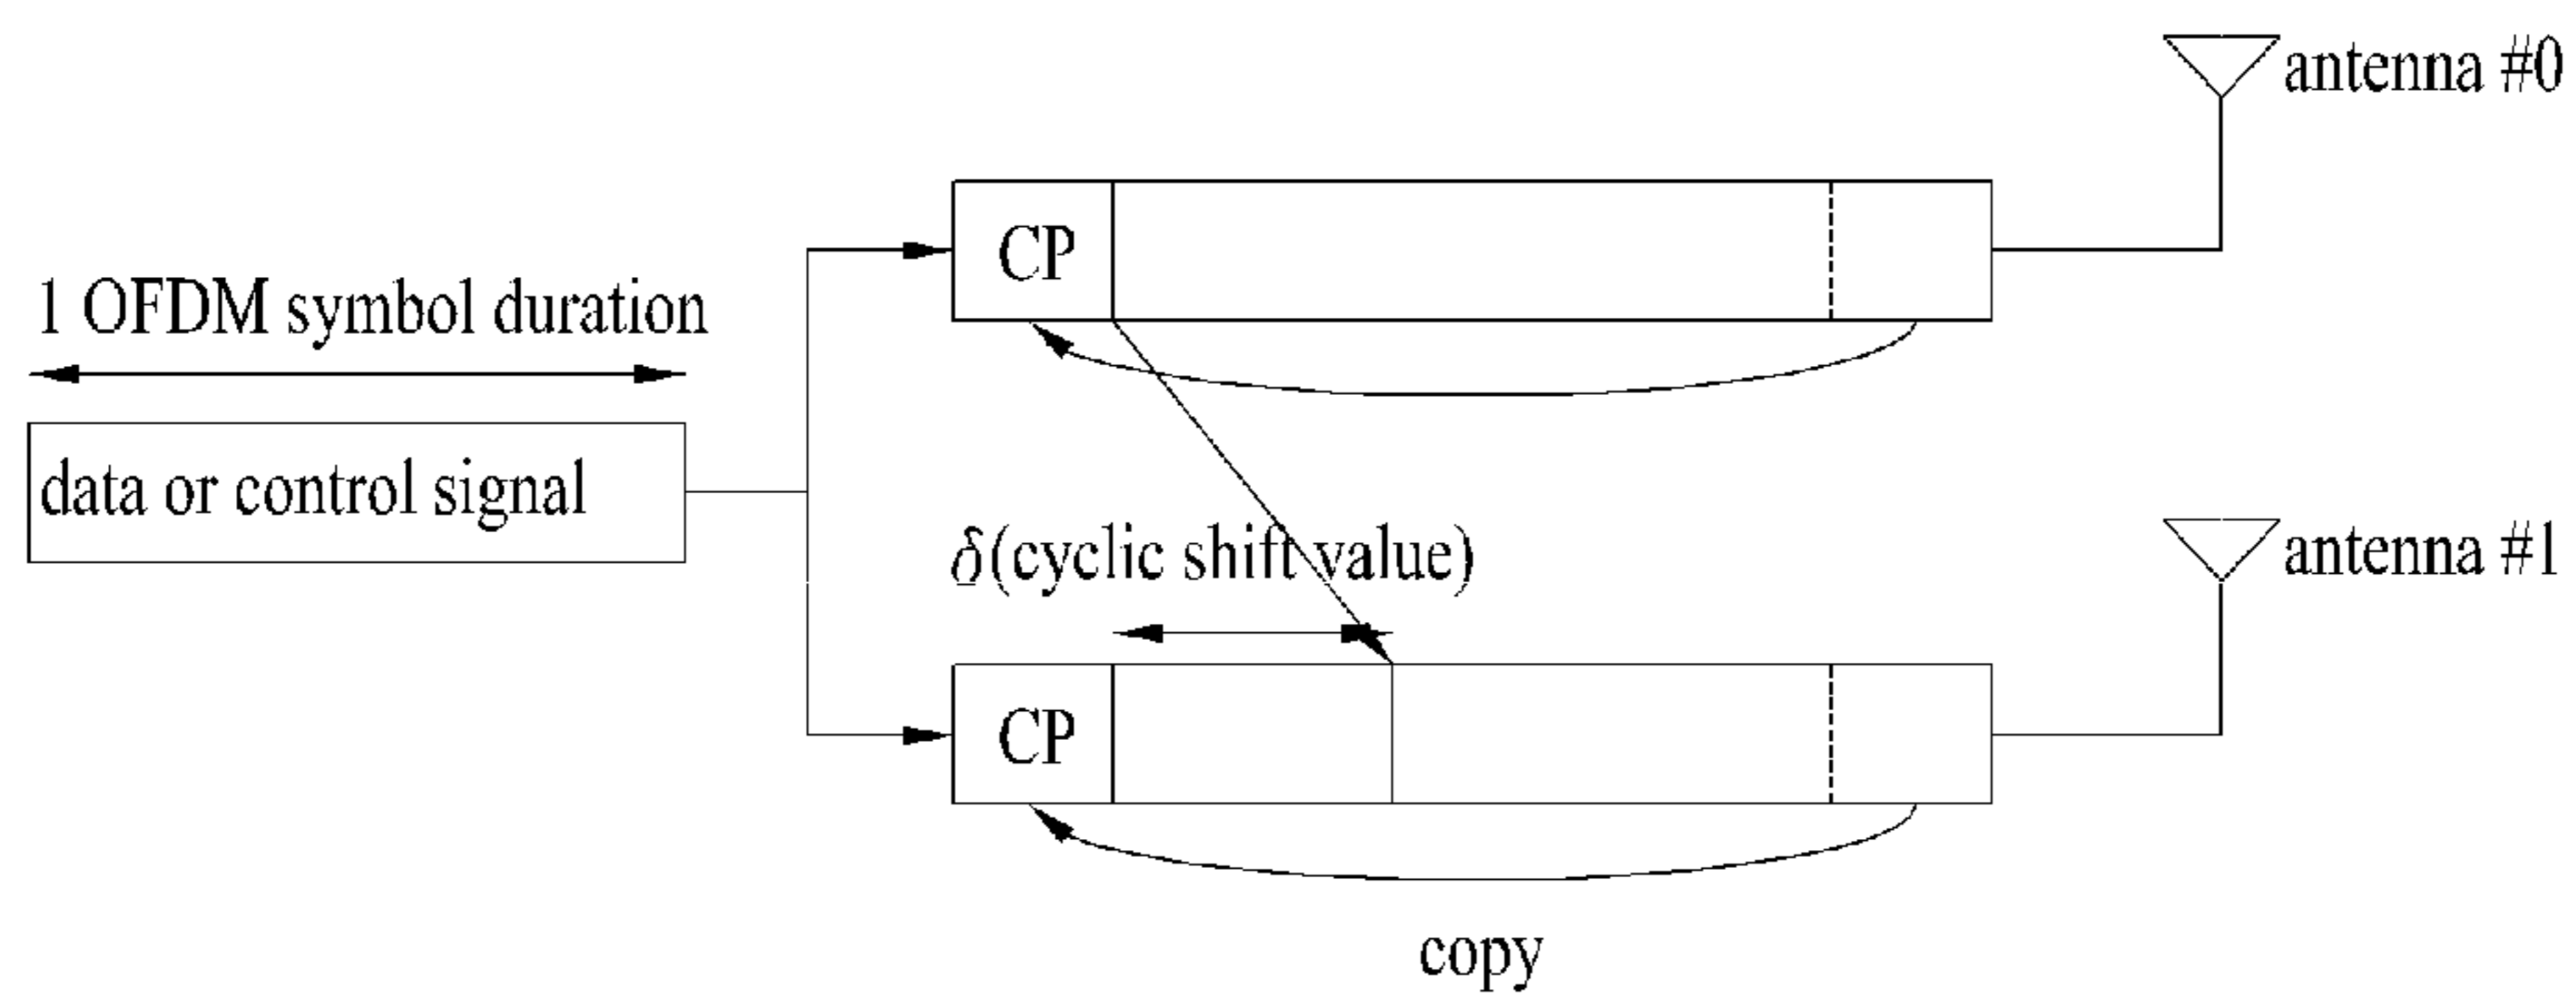 antenna #0
CP
1 OFDM symbol duration
data or control signal
δ(cyclic shift value)
antenna #1
CP
copy